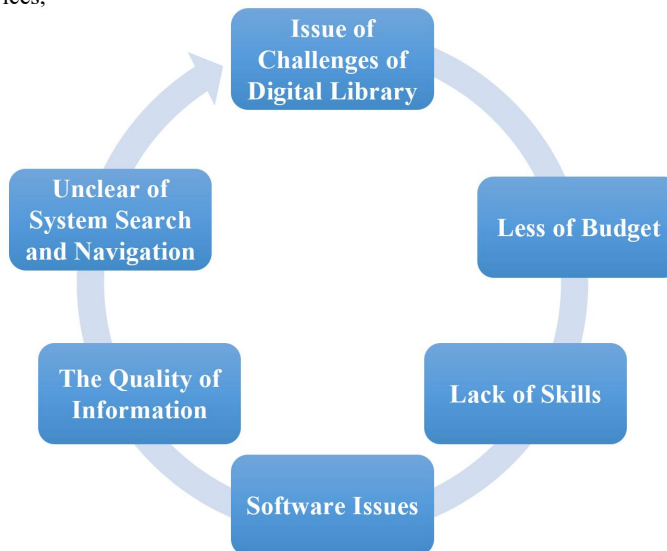 Issue of
Challenges of
Digital Library
Less of Budget
Lack of Skills
Software Issues
The Quality of
Information
Unclear of
System Search
and Navigation